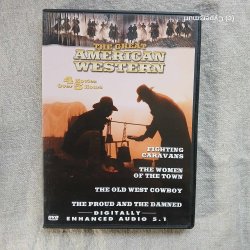 THE GREAT
AMERICAN
WESTERN
4 Movies
Over 5 Hours
FIGHTING
CARAVANS
THE WOMEN
OF THE TOWN
THE OLD WEST COWBOY
THE PROUD AND THE DAMNED
DIGITALLY
ENHANCED AUDIO 5.1
DVD